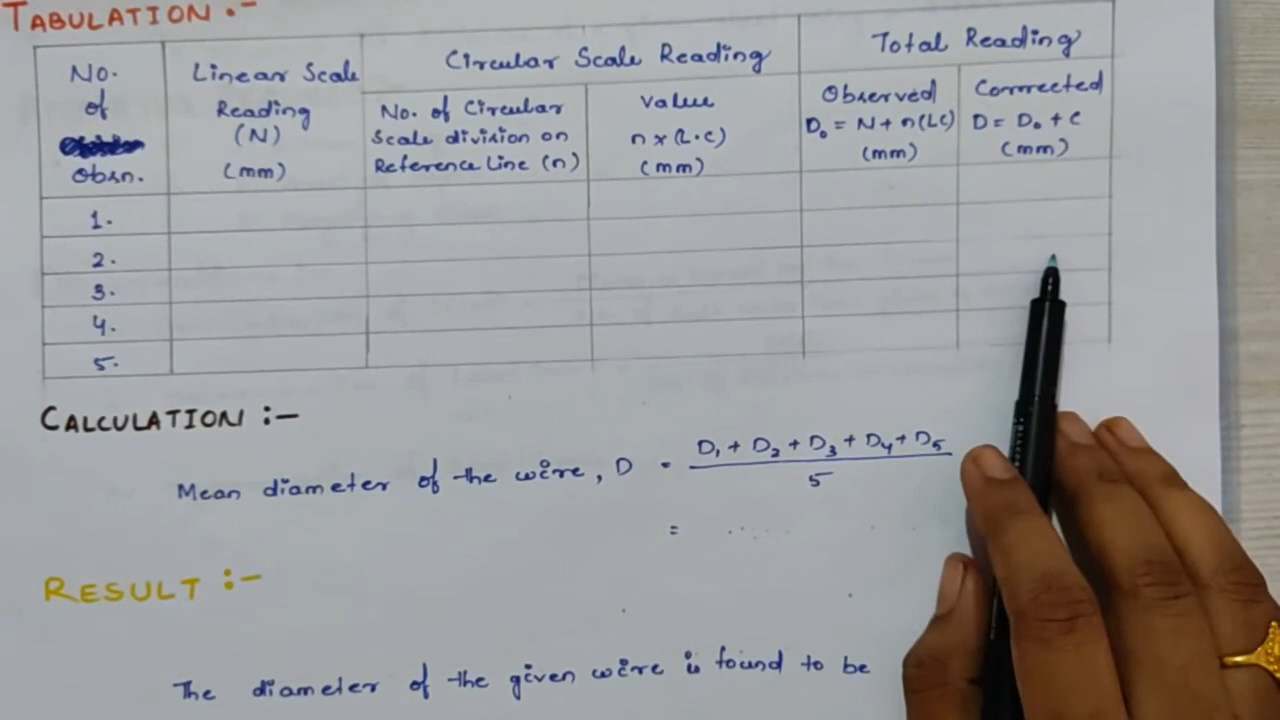 TABULATION :-
No. of Obsn.
Linear Scale Reading (N) (mm)
Circular Scale Reading
Total Reading
No. of Circular Scale division on Reference Line (n)
Value n x (L.C) (mm)
Observed D₀ = N + n(LC) (mm)
Corrected D = D₀ + C (mm)
1.
2.
3.
4.
5.
CALCULATION :-
Mean diameter of the wire, D = D₁ + D₂ + D₃ + D₄ + D₅ / 5
= .....
RESULT :-
The diameter of the given wire is found to be